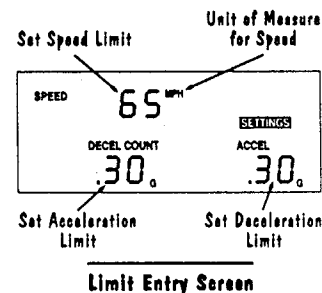 Unit of Measure
for Speed
Set Speed Limit
SPEED 65 MPH
SETTINGS
DECEL COUNT ACCEL
.30 G .30 G
Set Acceleration Set Deceleration
Limit Limit
Limit Entry Screen